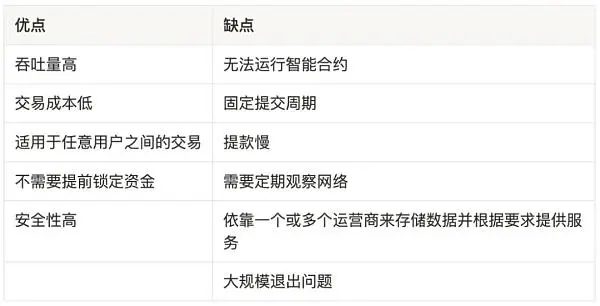 优点 缺点
吞吐量高 无法运行智能合约
交易成本低 固定提交周期
适用于任意用户之间的交易 提款慢
不需要提前锁定资金 需要定期观察网络
安全性高 依靠一个或多个运营商来存储数据并根据要求提供服
务
大规模退出问题